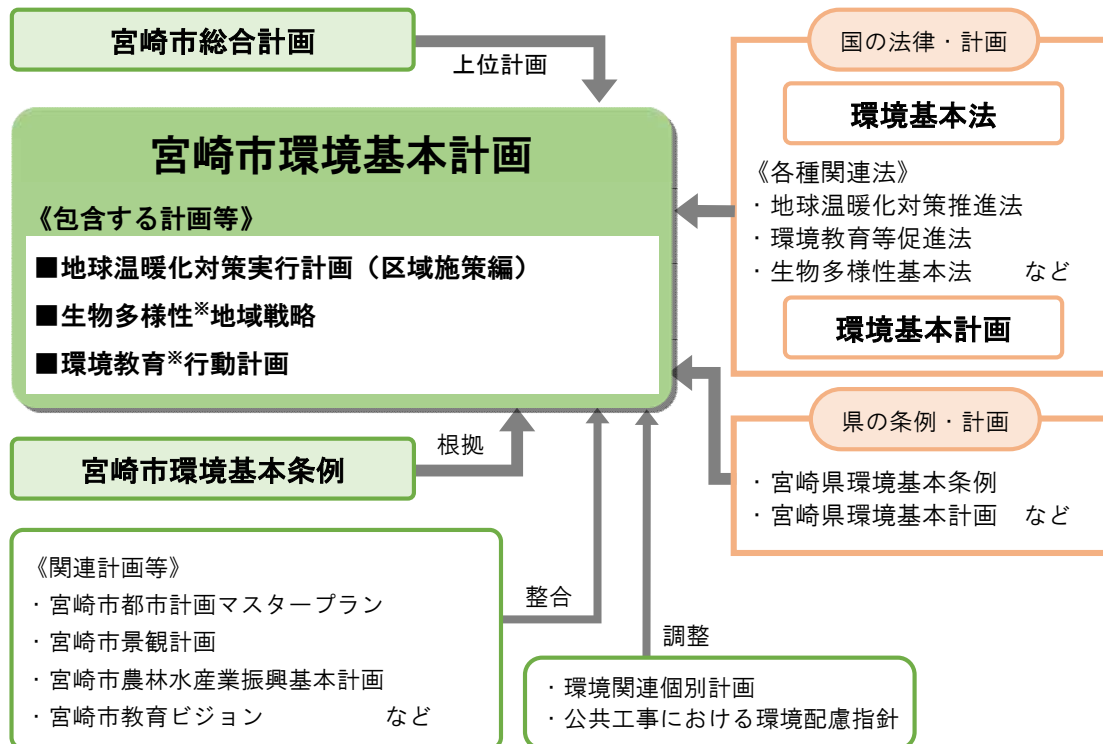 宮崎市総合計画
上位計画
宮崎市環境基本計画
《包含する計画等》
■地球温暖化対策実行計画（区域施策編）
■生物多様性※地域戦略
■環境教育※行動計画
国の法律・計画
環境基本法
《各種関連法》
・地球温暖化対策推進法
・環境教育等促進法
・生物多様性基本法　　など
環境基本計画
県の条例・計画
・宮崎県環境基本条例
・宮崎県環境基本計画　など
宮崎市環境基本条例
根拠
《関連計画等》
・宮崎市都市計画マスタープラン
・宮崎市景観計画
・宮崎市農林水産業振興基本計画
・宮崎市教育ビジョン　　　　　など
整合
調整
・環境関連個別計画
・公共工事における環境配慮指針